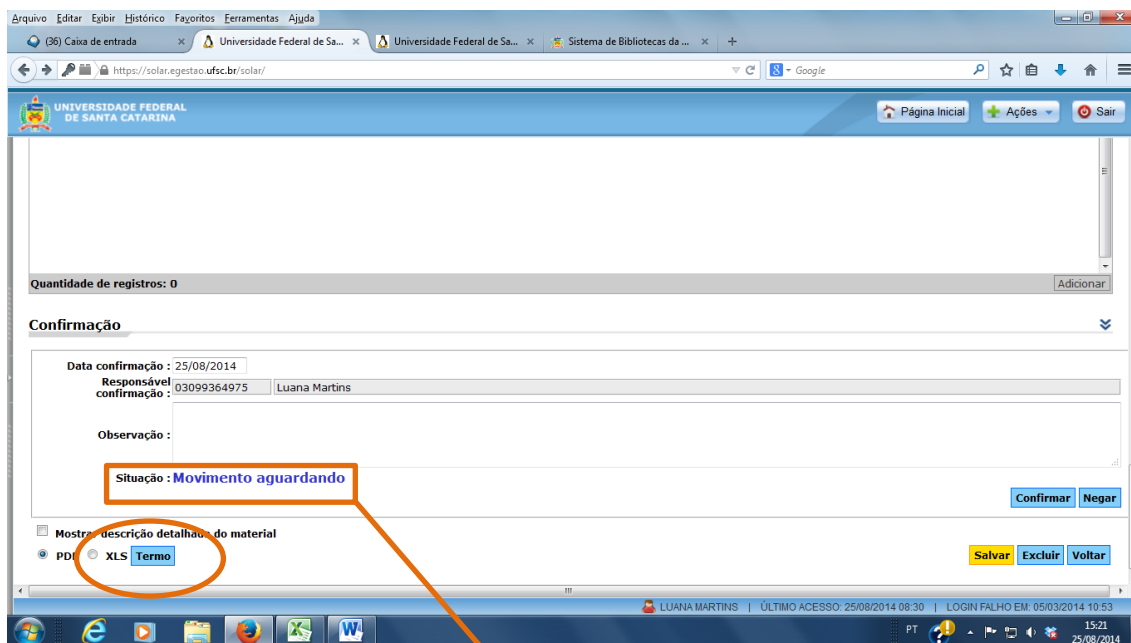 Arquivo Editar Exibir Histórico Favoritos Ferramentas Ajuda
(36) Caixa de entrada × Universidade Federal de Sa... × Universidade Federal de Sa... × Sistema de Bibliotecas da ... × +
https://solar.egestao.ufsc.br/solar/ Google
UNIVERSIDADE FEDERAL
DE SANTA CATARINA
Página Inicial Ações Sair
Quantidade de registros: 0 Adicionar
Confirmação
Data confirmação : 25/08/2014
Responsável confirmação : 03099364975 Luana Martins
Observação :
Situação : Movimento aguardando
Confirmar Negar
Mostrar descrição detalhada do material
PDF XLS Termo Salvar Excluir Voltar
LUANA MARTINS | ÚLTIMO ACESSO: 25/08/2014 08:30 | LOGIN FALHO EM: 05/03/2014 10:53
PT 15:21
25/08/2014